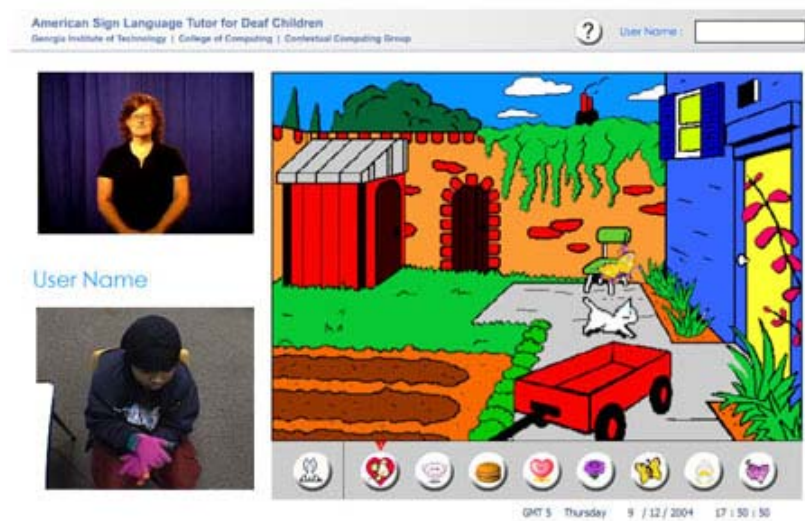 American Sign Language Tutor for Deaf Children
Georgia Institute of Technology | College of Computing | Contextual Computing Group
? User Name :
User Name
GMT 5 Thursday 9 / 12 / 2004 17 : 50 : 50